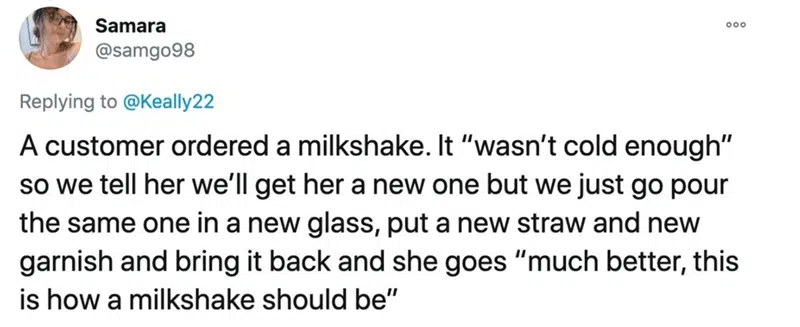 Samara
@samgo98
Replying to @Keally22
A customer ordered a milkshake. It “wasn’t cold enough”
so we tell her we’ll get her a new one but we just go pour
the same one in a new glass, put a new straw and new
garnish and bring it back and she goes “much better, this
is how a milkshake should be”